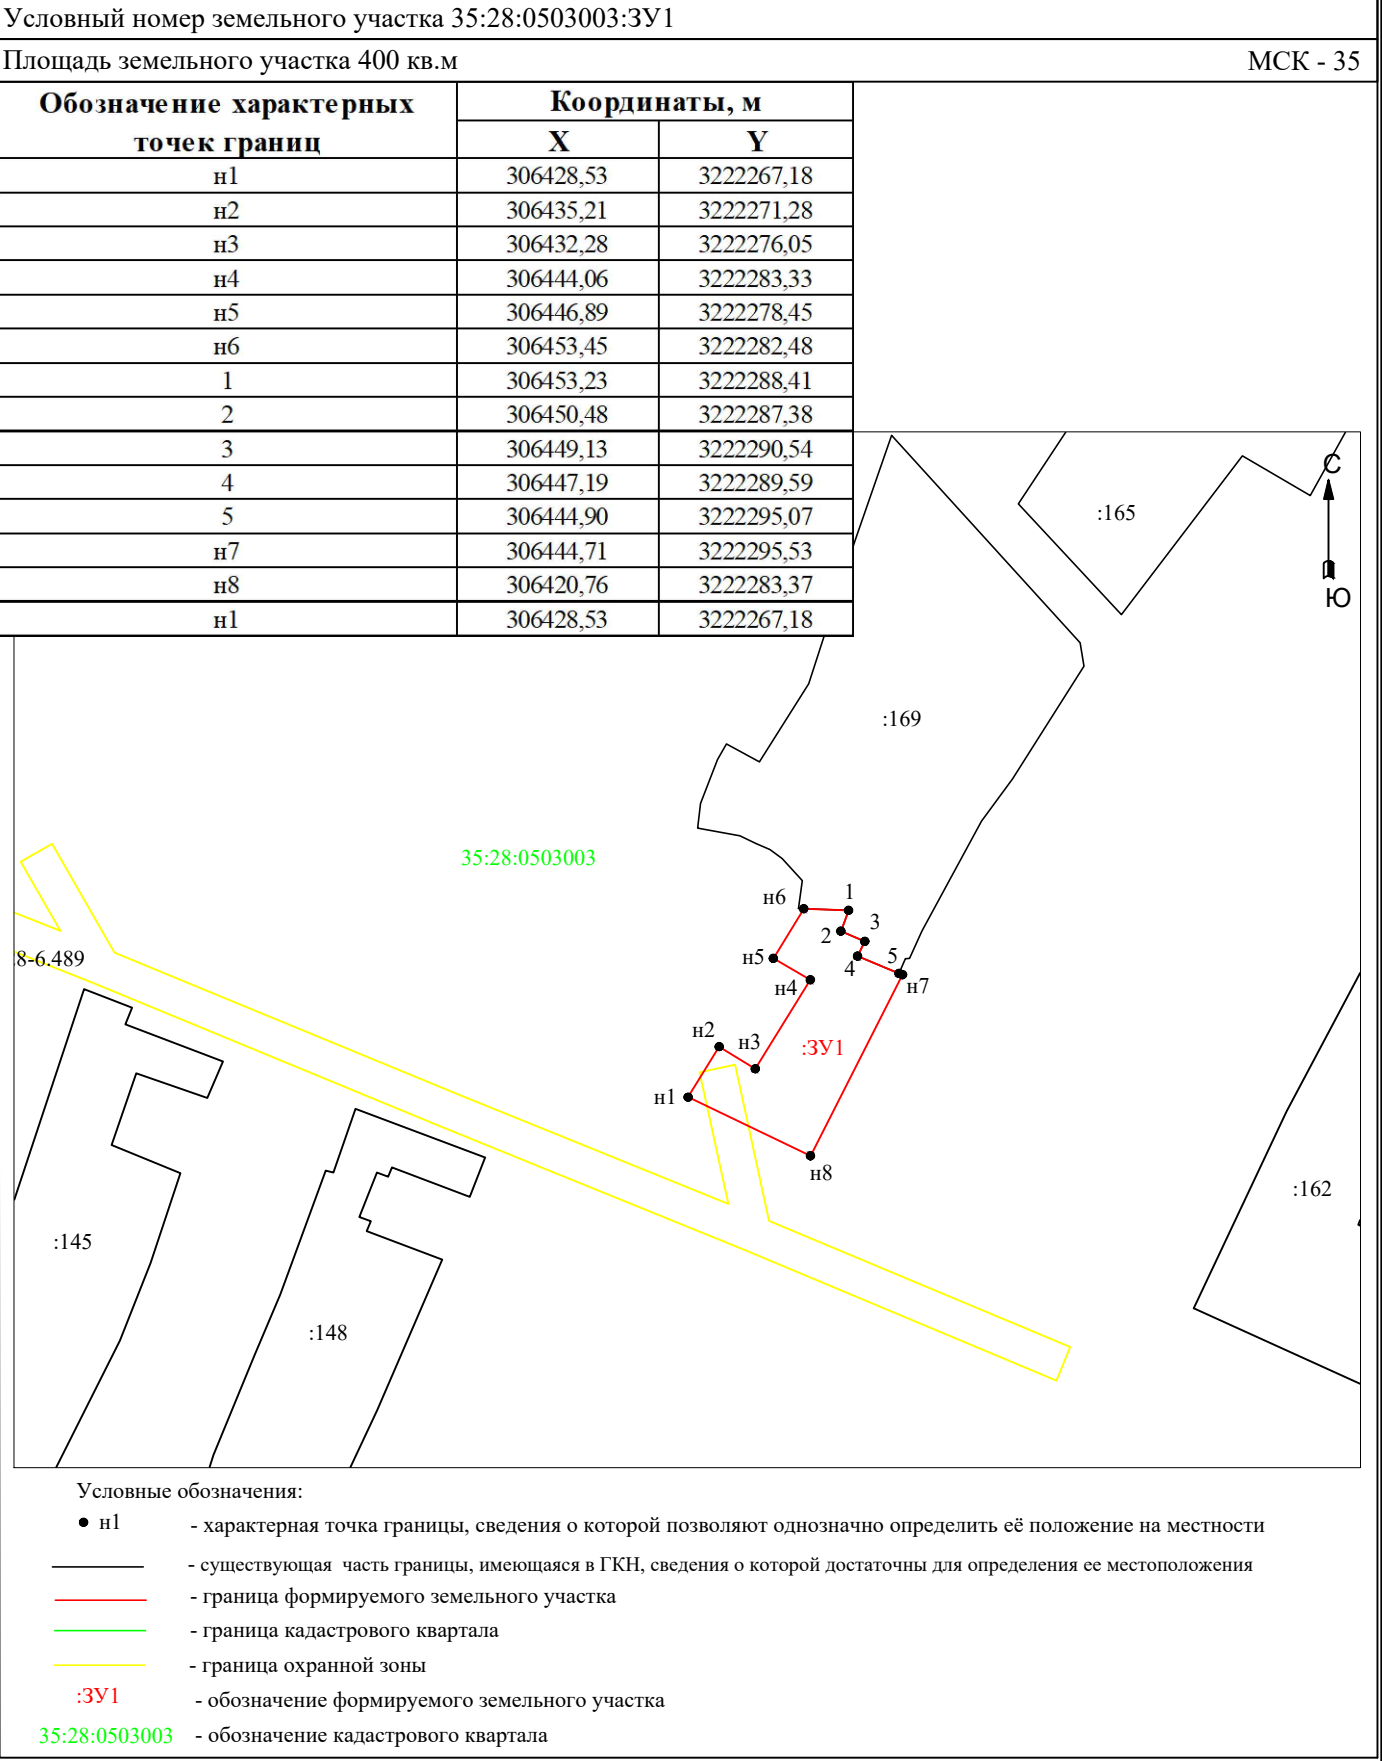 Условный номер земельного участка 35:28:0503003:ЗУ1
Площадь земельного участка 400 кв.м МСК - 35
Обозначение характерных точек границ Координаты, м
X Y
н1 306428,53 3222267,18
н2 306435,21 3222271,28
н3 306432,28 3222276,05
н4 306444,06 3222283,33
н5 306446,89 3222278,45
н6 306453,45 3222282,48
1 306453,23 3222288,41
2 306450,48 3222287,38
3 306449,13 3222290,54
4 306447,19 3222289,59
5 306444,90 3222295,07
н7 306444,71 3222295,53
н8 306420,76 3222283,37
н1 306428,53 3222267,18
С
:165
Ю
:169
35:28:0503003
н6 1
3
2
8-6.489 н5 4 5
н4 н7
н2 н3 :ЗУ1
н1
н8
:162
:145
:148
Условные обозначения:
н1 - характерная точка границы, сведения о которой позволяют однозначно определить её положение на местности
- существующая часть границы, имеющаяся в ГКН, сведения о которой достаточны для определения ее местоположения
- граница формируемого земельного участка
- граница кадастрового квартала
- граница охранной зоны
:ЗУ1 - обозначение формируемого земельного участка
35:28:0503003 - обозначение кадастрового квартала